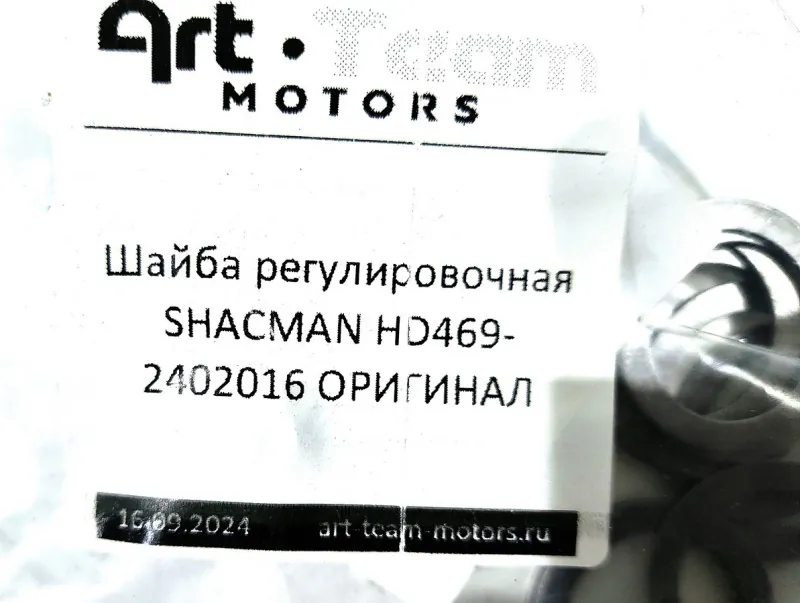 Art·Team
MOTORS
Шайба регулировочная
SHACMAN HD469-
2402016 ОРИГИНАЛ
16.09.2024 art-team-motors.ru